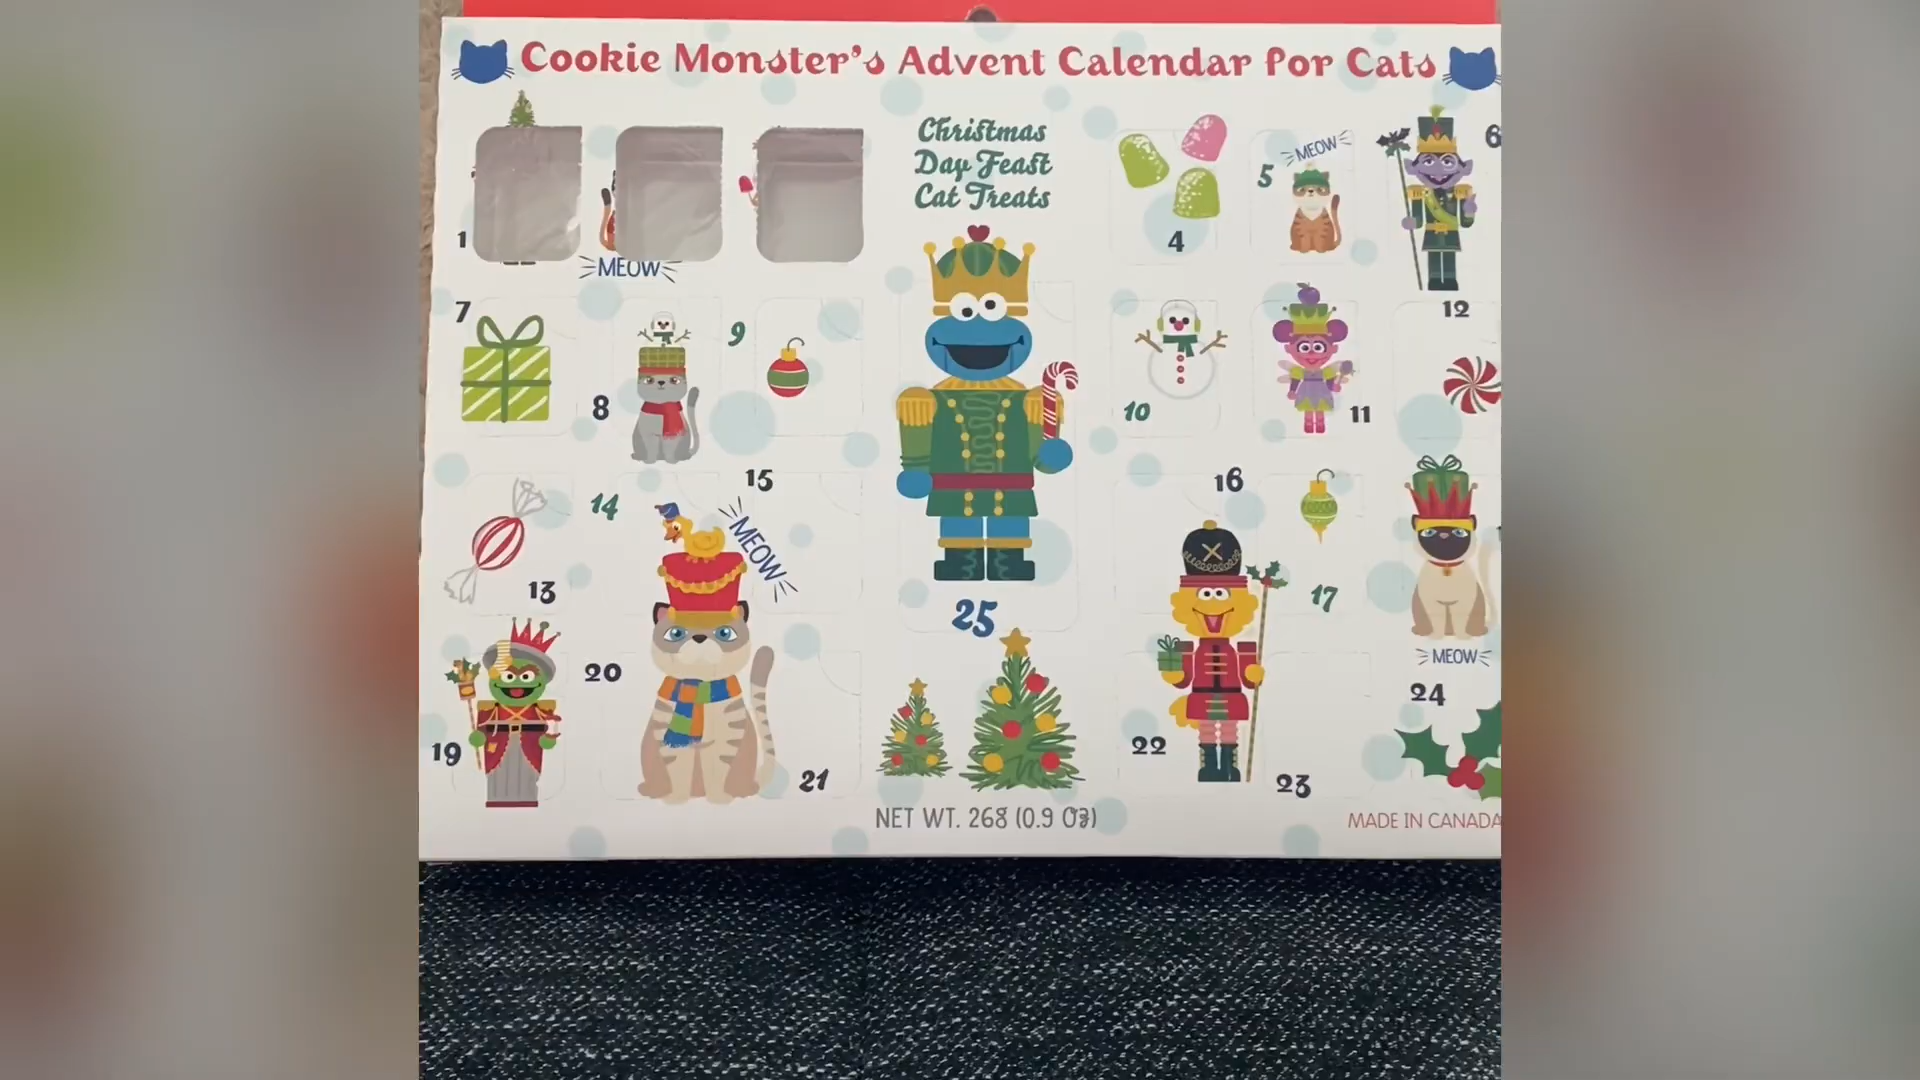 Cookie Monster's Advent Calendar for Cats
Christmas
Day Feast
Cat Treats
MEOW
6
5
1
4
MEOW
7
9
12
8
10
11
15
16
14
MEOW
13
17
25
MEOW
20
24
19
22
21
23
NET WT. 26g (0.9 Oz)
MADE IN CANADA